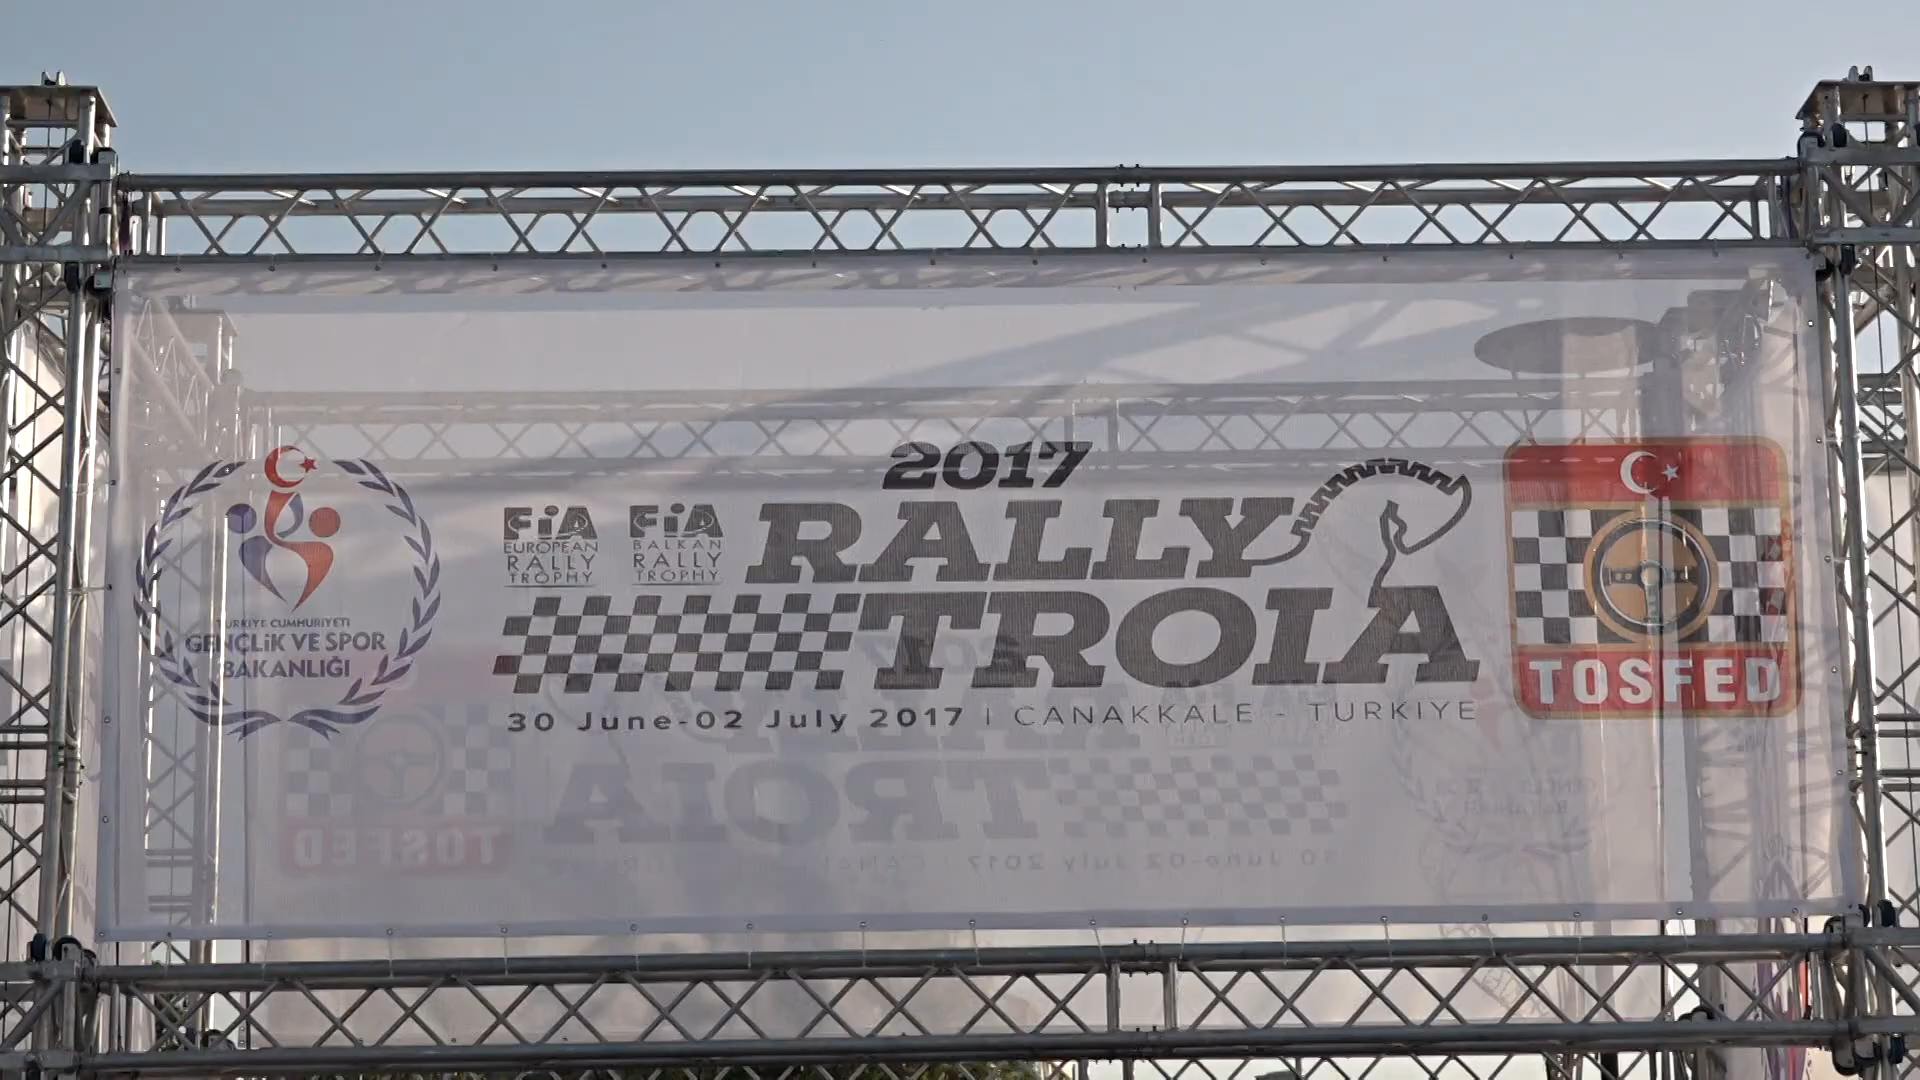 TÜRKİYE CUMHURİYETİ
GENÇLİK VE SPOR
BAKANLIĞI
FiA
EUROPEAN
RALLY
TROPHY
FiA
BALKAN
RALLY
TROPHY
2017
RALLY
TROIA
30 June-02 July 2017 | CANAKKALE - TURKIYE
TOSFED